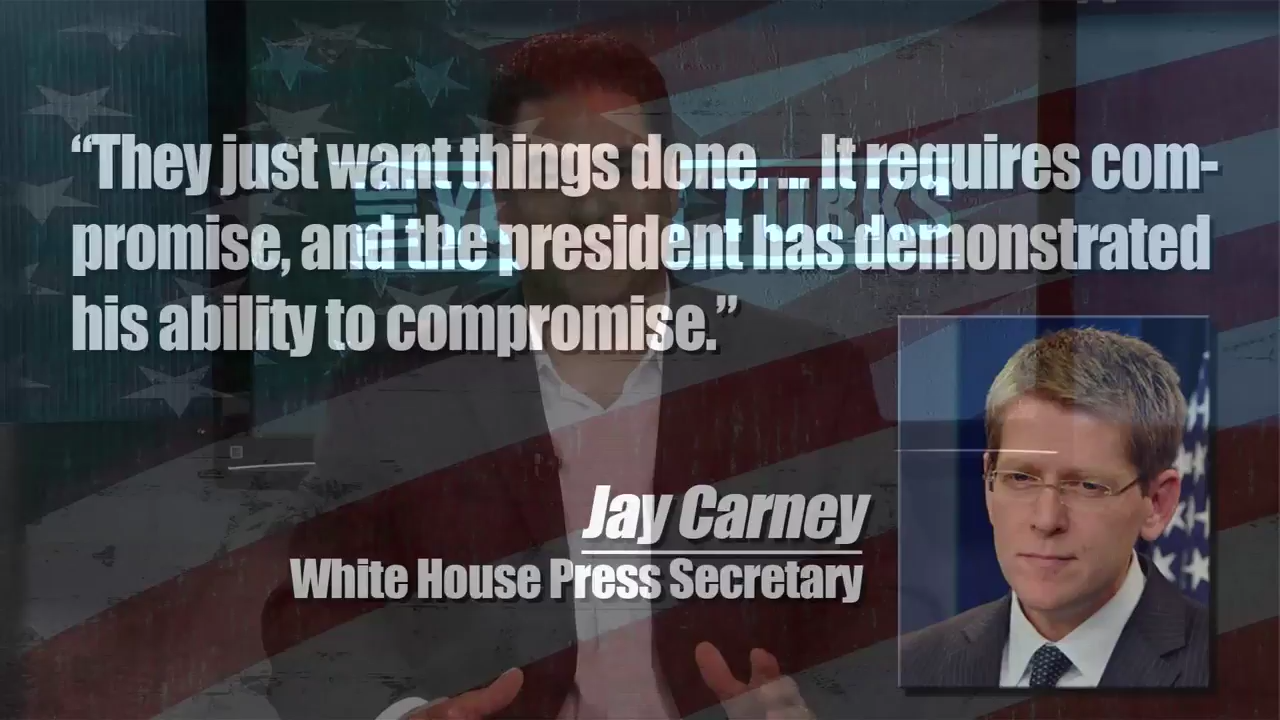 “They just want things done. ... It requires com-
promise, and the president has demonstrated
his ability to compromise.”
TURKS
Jay Carney
White House Press Secretary